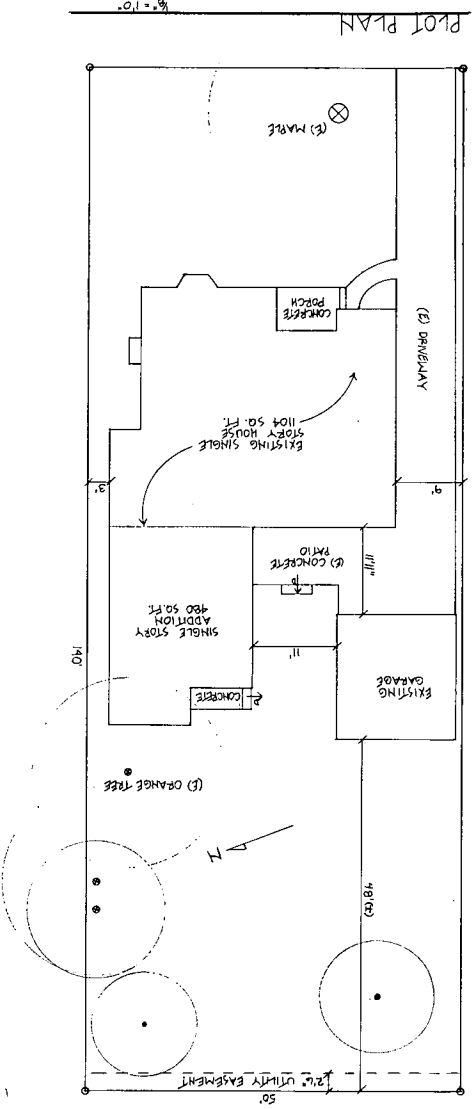 50'
2'6" UTILITY EASEMENT
48'(±)
N
(E) ORANGE TREE
EXISTING
GARAGE
CONCRETE
11'
140'
SINGLE STORY
ADDITION
480 SQ.FT.
11'11"
(E) CONCRETE
PATIO
9'
3'
EXISTING SINGLE
STORY HOUSE
1104 SQ. FT.
(E) DRIVEWAY
CONCRETE
PORCH
(E) MAPLE
PLOT PLAN
1/8" = 1'0"